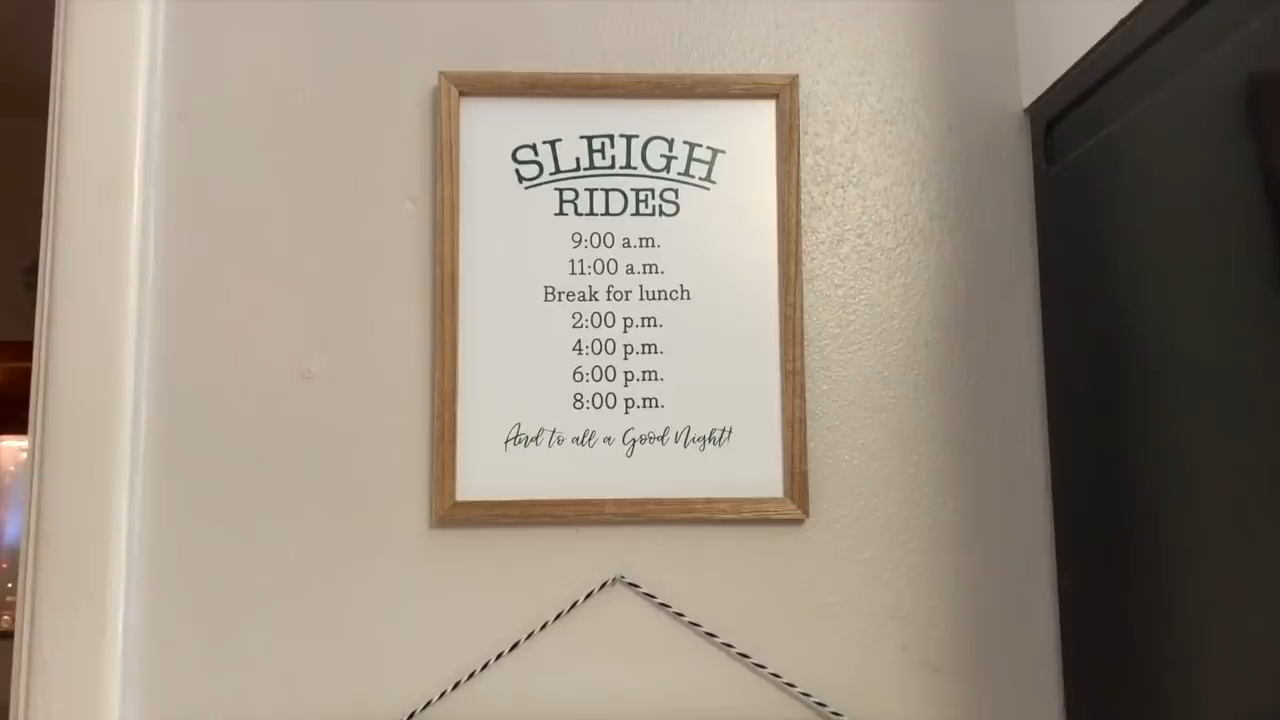 SLEIGH
RIDES
9:00 a.m.
11:00 a.m.
Break for lunch
2:00 p.m.
4:00 p.m.
6:00 p.m.
8:00 p.m.
And to all a Good Night!